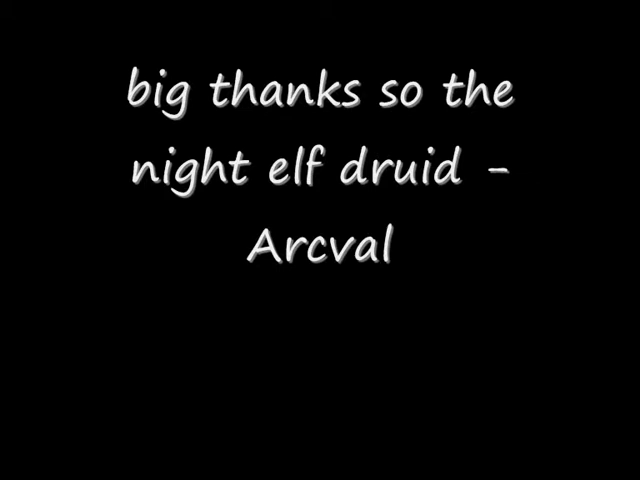 big thanks so the
night elf druid -
Arcval